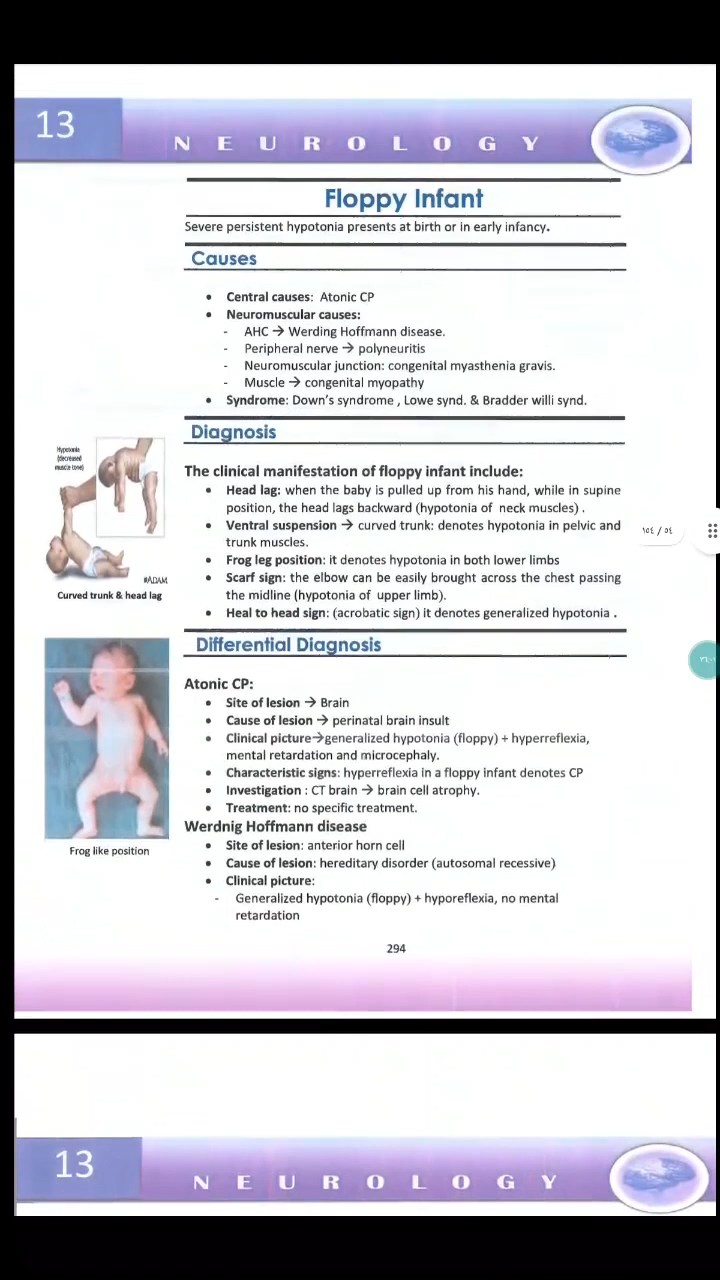 13
NEUROLOGY
Floppy Infant
Severe persistent hypotonia presents at birth or in early infancy.
Causes
• Central causes: Atonic CP
• Neuromuscular causes:
- AHC → Werding Hoffmann disease.
- Peripheral nerve → polyneuritis
- Neuromuscular junction: congenital myasthenia gravis.
- Muscle → congenital myopathy
• Syndrome: Down's syndrome , Lowe synd. & Bradder willi synd.
Diagnosis
The clinical manifestation of floppy infant include:
• Head lag: when the baby is pulled up from his hand, while in supine
position, the head lags backward (hypotonia of neck muscles) .
• Ventral suspension → curved trunk: denotes hypotonia in pelvic and
trunk muscles.
• Frog leg position: it denotes hypotonia in both lower limbs
• Scarf sign: the elbow can be easily brought across the chest passing
the midline (hypotonia of upper limb).
• Heal to head sign: (acrobatic sign) it denotes generalized hypotonia .
Hypotonia
(decreased
muscle tone)
ADAM
Curved trunk & head lag
١٥٤ / ٥٤
Differential Diagnosis
Atonic CP:
• Site of lesion → Brain
• Cause of lesion → perinatal brain insult
• Clinical picture→generalized hypotonia (floppy) + hyperreflexia,
mental retardation and microcephaly.
• Characteristic signs: hyperreflexia in a floppy infant denotes CP
• Investigation : CT brain → brain cell atrophy.
• Treatment: no specific treatment.
Werdnig Hoffmann disease
• Site of lesion: anterior horn cell
• Cause of lesion: hereditary disorder (autosomal recessive)
• Clinical picture:
- Generalized hypotonia (floppy) + hyporeflexia, no mental
retardation
Frog like position
294
13
NEUROLOGY